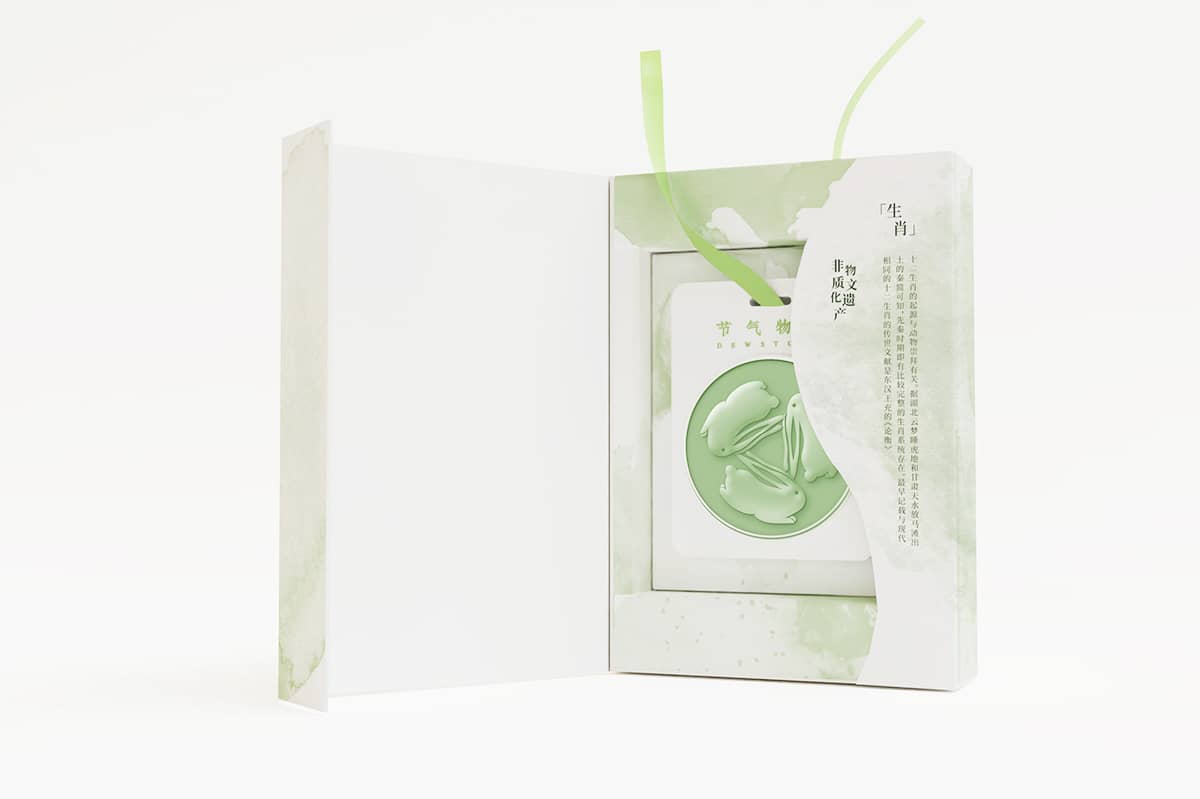 「生肖」
十二生肖的起源与动物崇拜有关。据湖北云梦睡虎地和甘肃天水放马滩出
土的秦简可知,先秦时期即有比较完整的生肖系统存在。最早记载与现代
相同的十二生肖的传世文献是东汉王充的《论衡》
非物质文化遗产
节气物